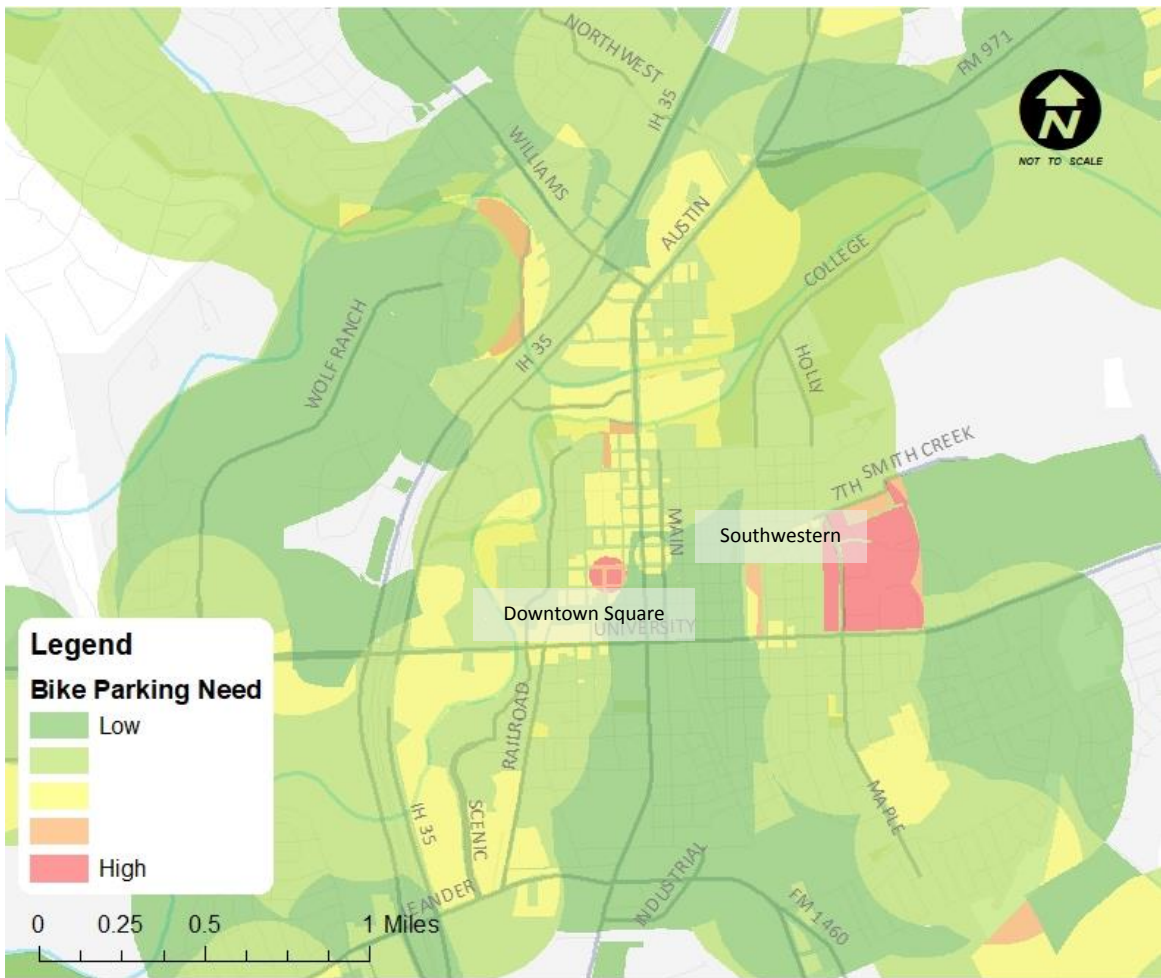 NORTHWEST
FM 971
IH 35
N
NOT TO SCALE
WILLIAMS
AUSTIN
COLLEGE
WOLF RANCH
IH 35
HOLLY
7TH
SMITH CREEK
MAIN
Southwestern
Downtown Square
UNIVERSITY
Legend
Bike Parking Need
Low
High
RAILROAD
SCENIC
IH 35
MAPLE
LEANDER
INDUSTRIAL
FM 1460
0 0.25 0.5 1 Miles